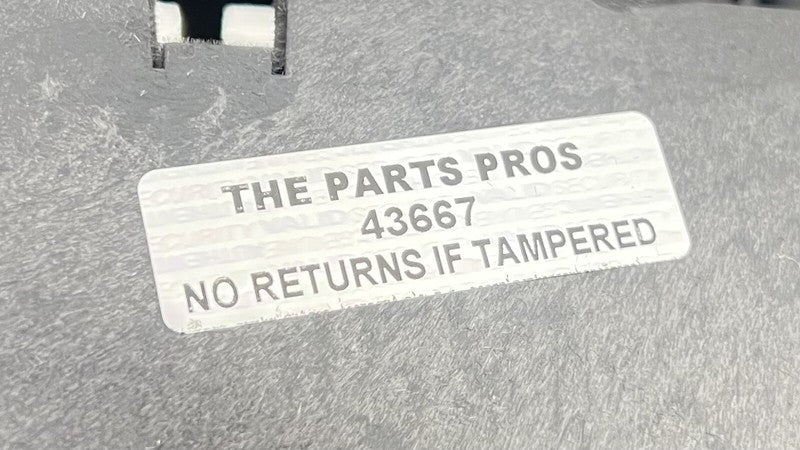 THE PARTS PROS
43667
NO RETURNS IF TAMPERED